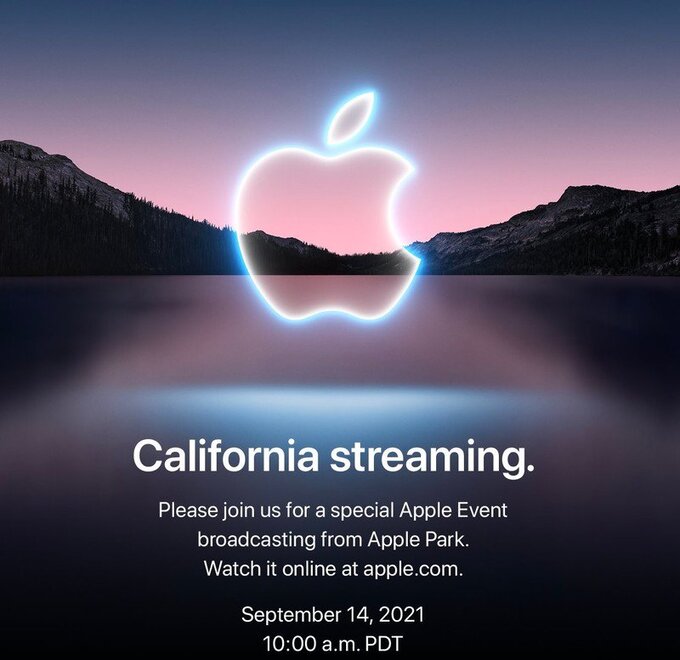 California streaming.
Please join us for a special Apple Event
broadcasting from Apple Park.
Watch it online at apple.com.
September 14, 2021
10:00 a.m. PDT